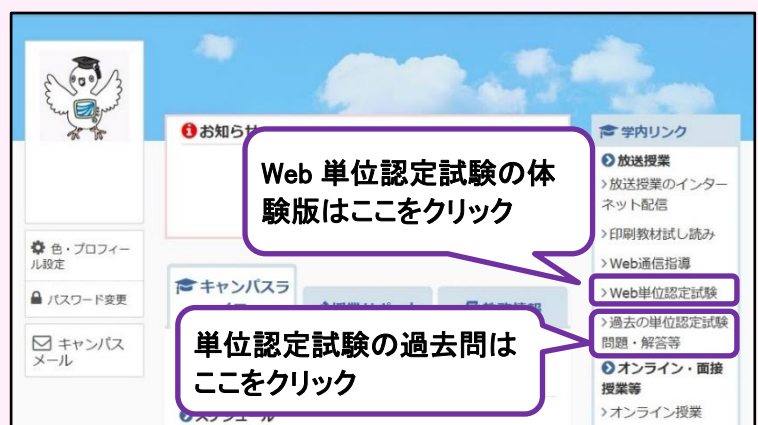 お知らせ
Web 単位認定試験の体
験版はここをクリック
色・プロフィー
ル設定
パスワード変更
キャンパス
メール
キャンパスラ
単位認定試験の過去問は
ここをクリック
スケジュール
学内リンク
放送授業
>放送授業のインター
ネット配信
>印刷教材試し読み
>Web通信指導
>Web単位認定試験
>過去の単位認定試験
問題・解答等
オンライン・面接
授業等
>オンライン授業